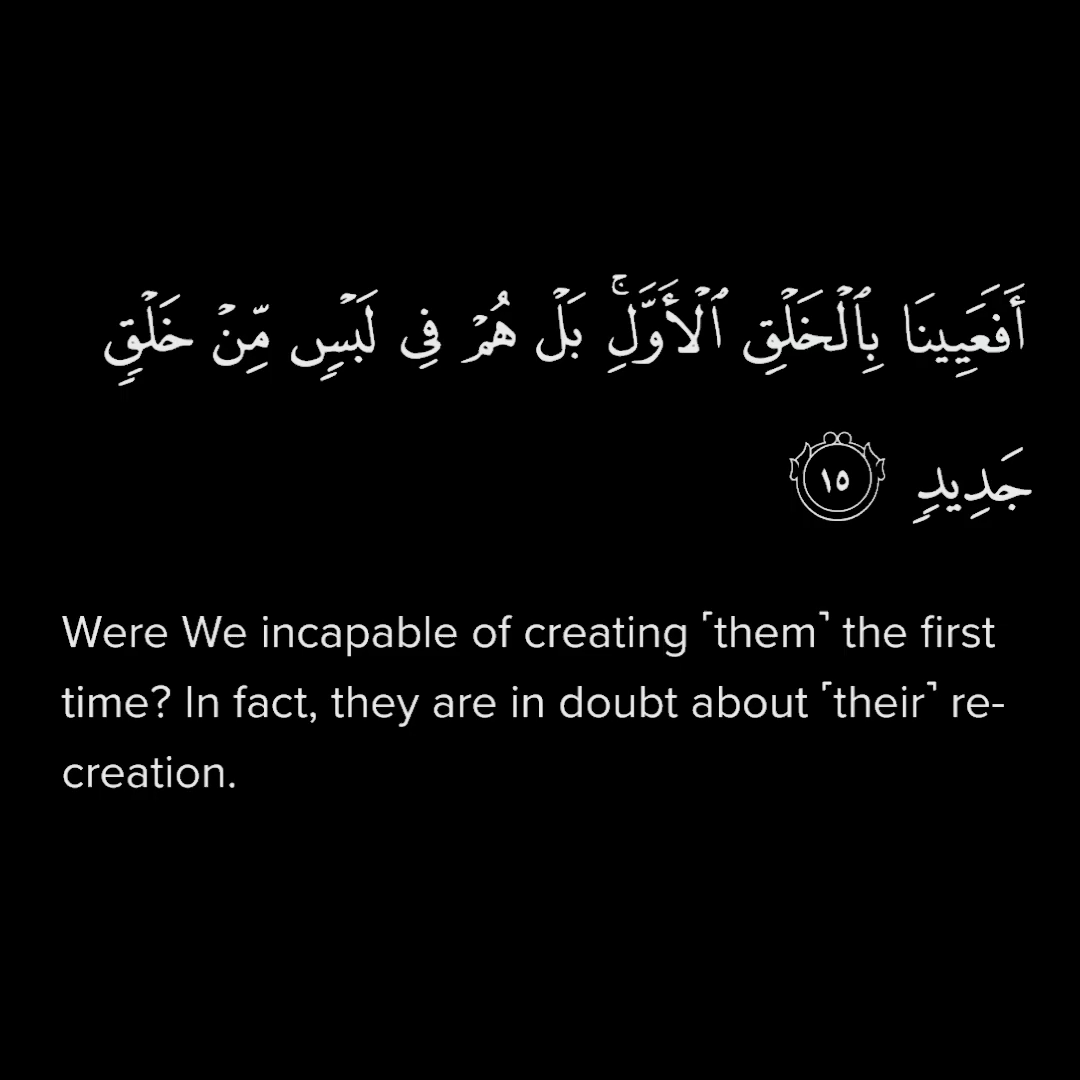 أَفَعَيِينَا بِٱلْخَلْقِ ٱلْأَوَّلِ ۚ بَلْ هُمْ فِى لَبْسٍ مِّنْ خَلْقٍ
جَدِيدٍ ١٥
Were We incapable of creating ˹them˺ the first
time? In fact, they are in doubt about ˹their˺ re-
creation.